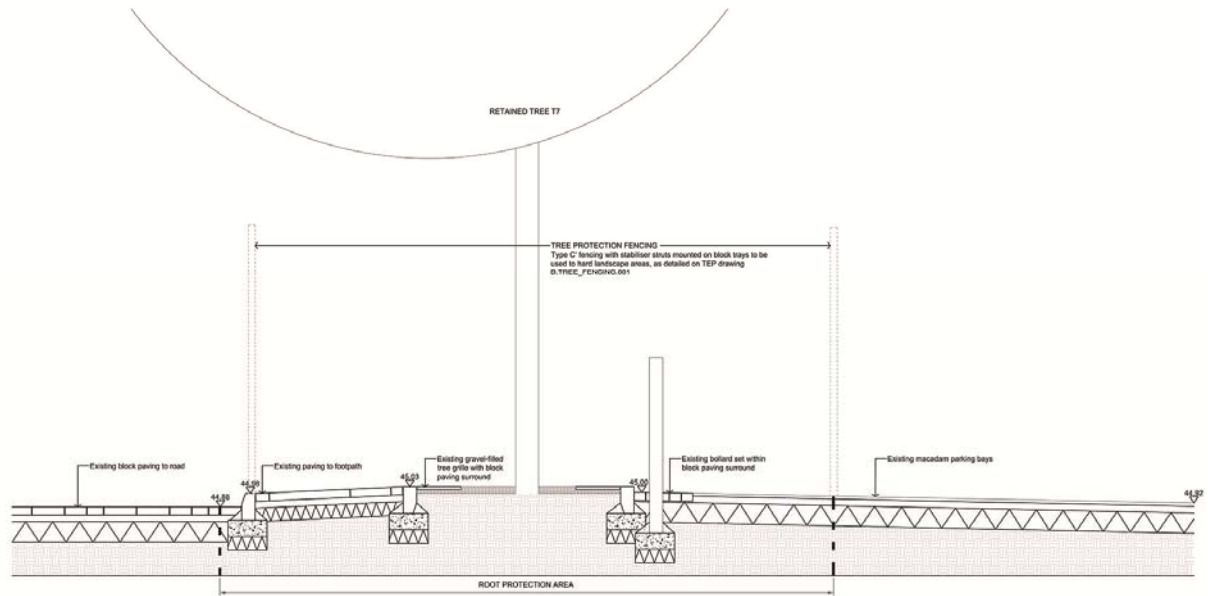 RETAINED TREE T7
TREE PROTECTION FENCING
Type C' fencing with stabiliser struts mounted on block trays to be
used to hard landscape areas, as detailed on TEP drawing
D.TREE_FENCING.001
Existing block paving to road
Existing paving to footpath
Existing gravel-filled
tree grille with block
paving surround
Existing bollard set within
block paving surround
Existing macadam parking bays
44.88
45.03
45.00
44.92
ROOT PROTECTION AREA